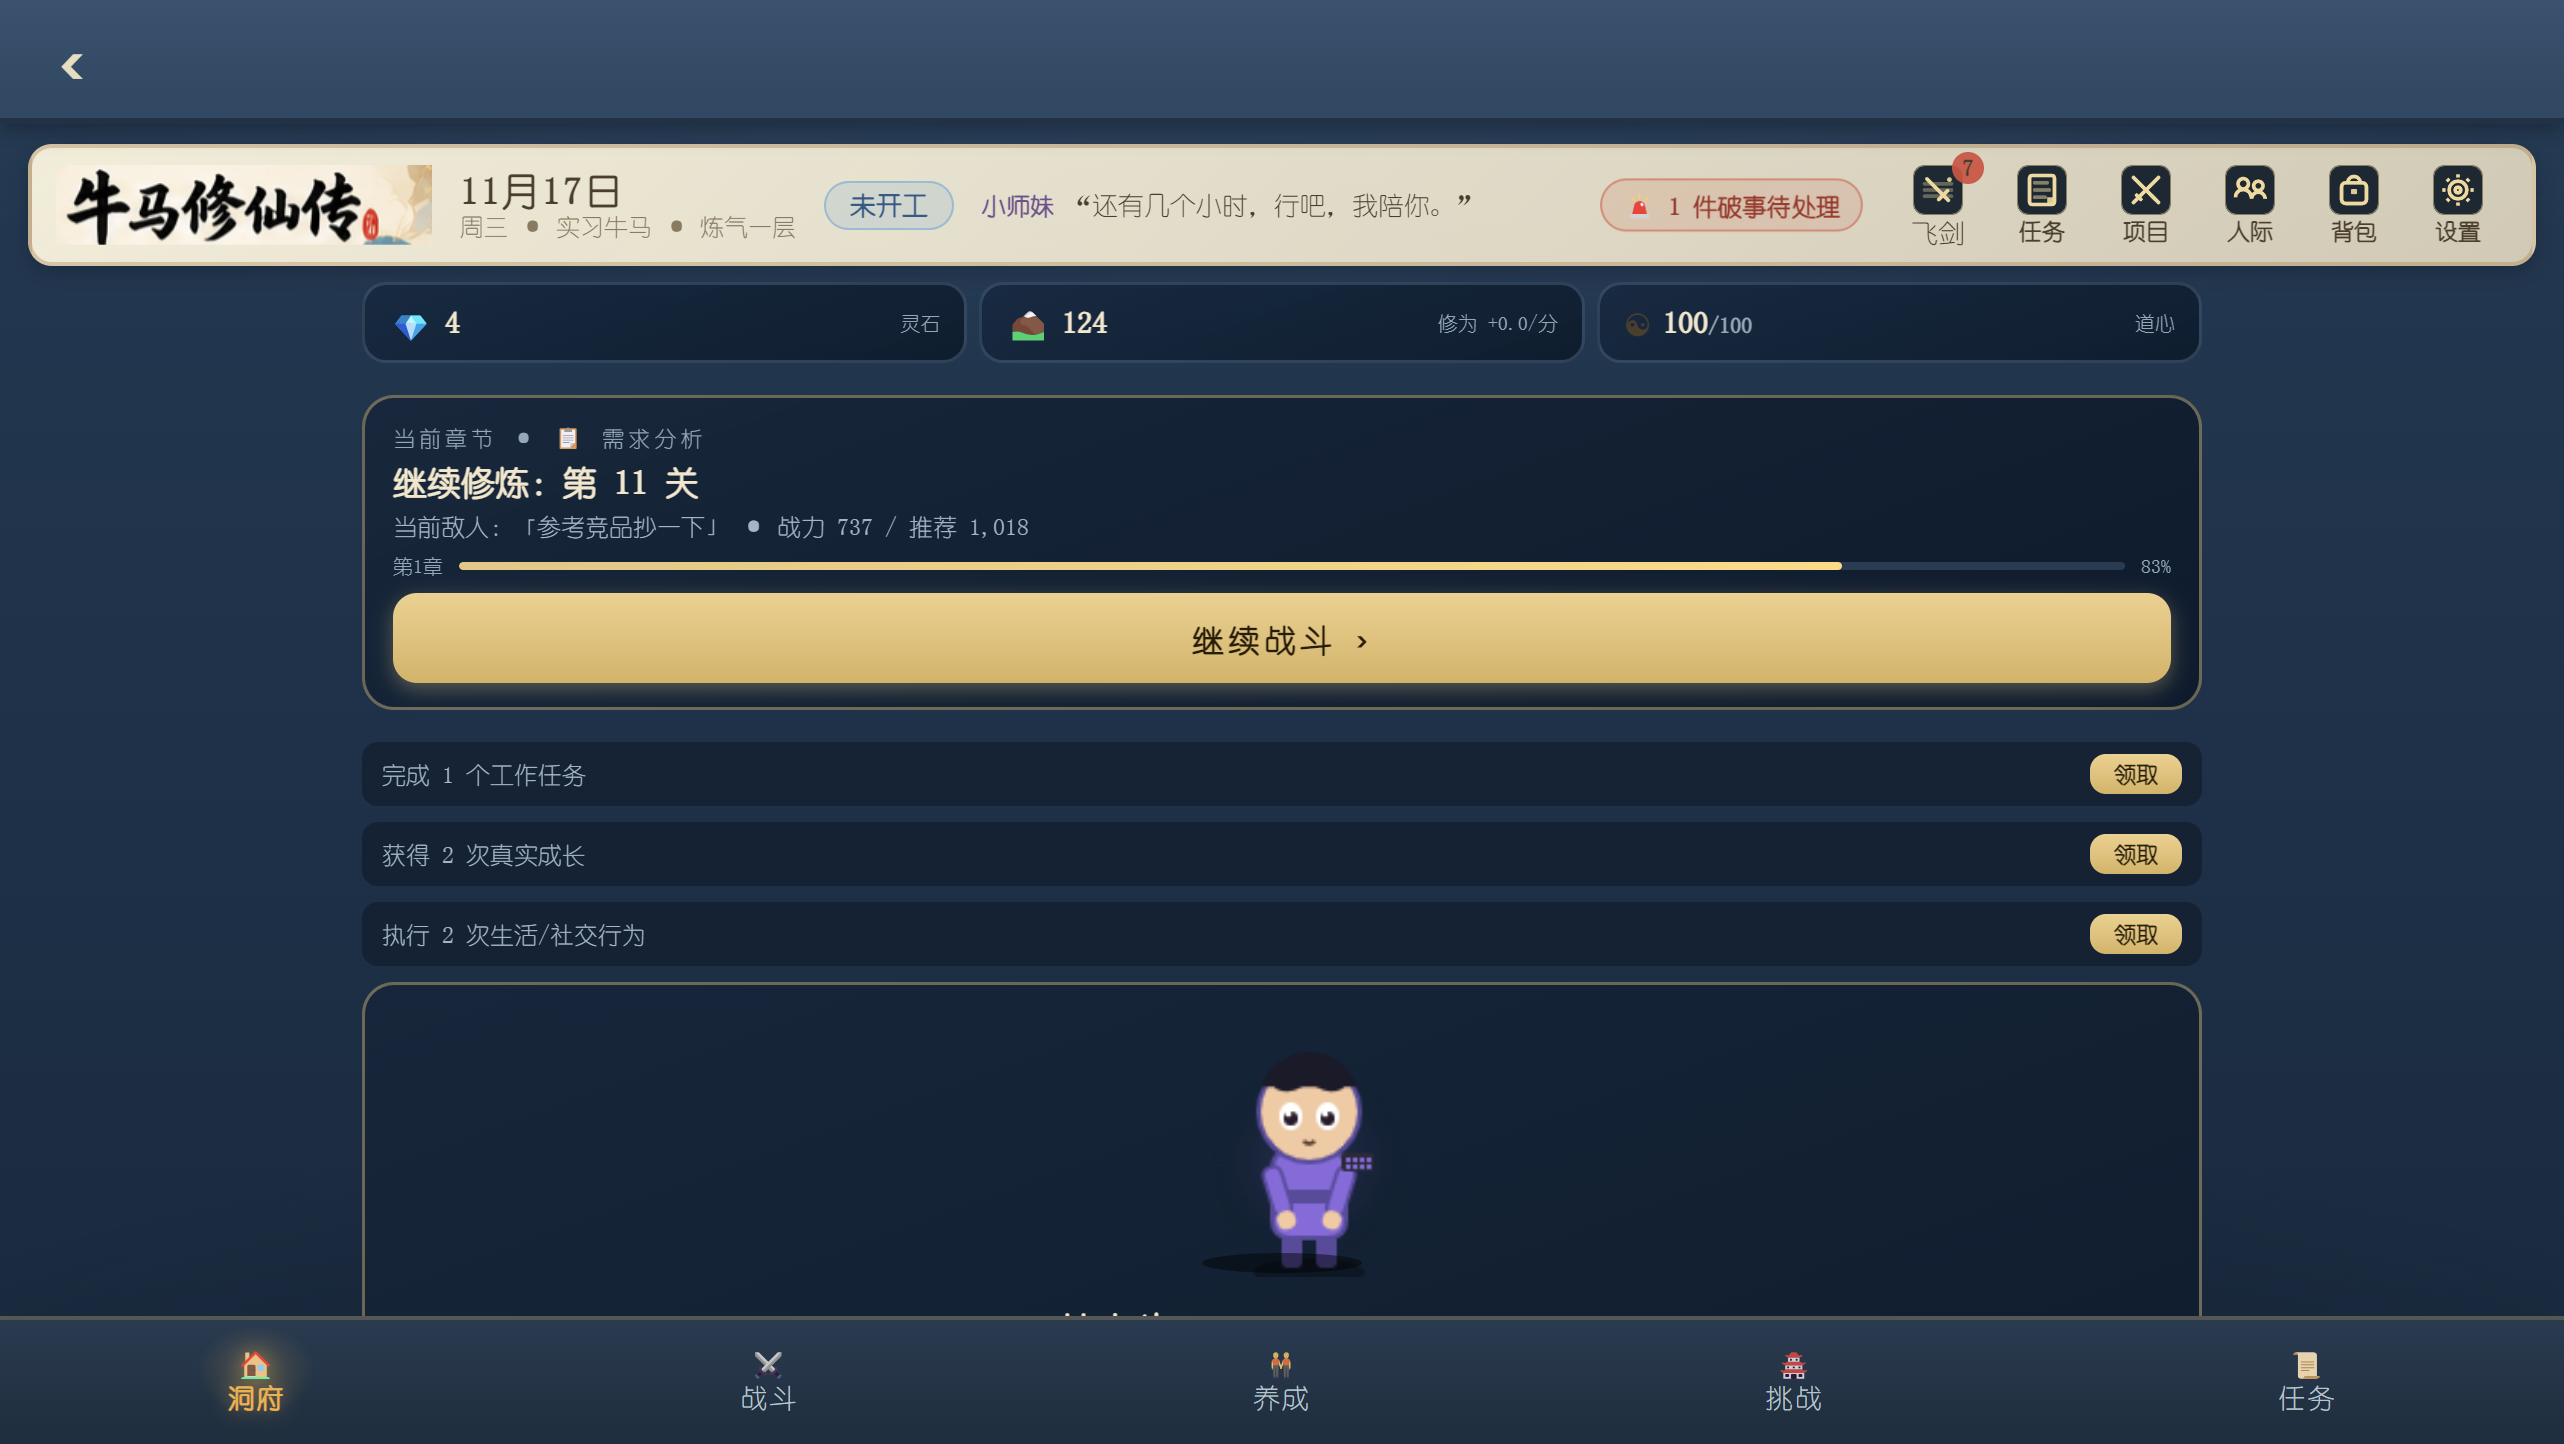 牛马修仙传
11月17日
周三 • 实习牛马 • 炼气一层
未开工
小师妹 “还有几个小时，行吧，我陪你。”
1 件破事待处理
7
飞剑
任务
项目
人际
背包
设置
4 灵石
124 修为 +0.0/分
100/100 道心
当前章节 • 需求分析
继续修炼：第 11 关
当前敌人：「参考竞品抄一下」 • 战力 737 / 推荐 1,018
第1章 83%
继续战斗 ›
完成 1 个工作任务 领取
获得 2 次真实成长 领取
执行 2 次生活/社交行为 领取
洞府
战斗
养成
挑战
任务